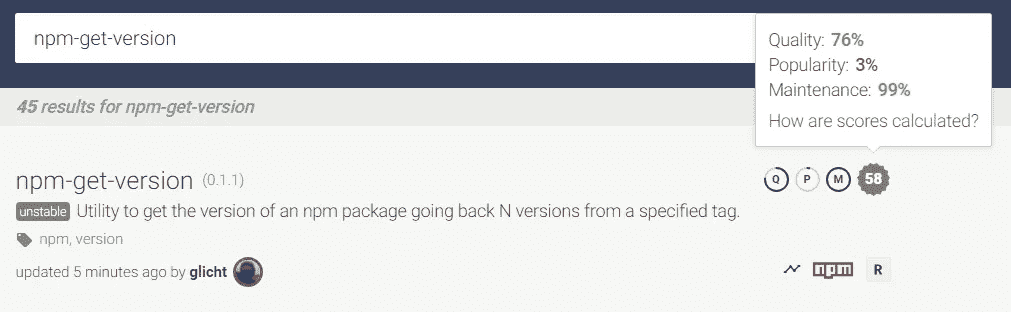 npm-get-version
Quality: 76%
Popularity: 3%
Maintenance: 99%
How are scores calculated?
45 results for npm-get-version
npm-get-version (0.1.1)
Q P M 58
unstable Utility to get the version of an npm package going back N versions from a specified tag.
npm, version
updated 5 minutes ago by glicht
npm R